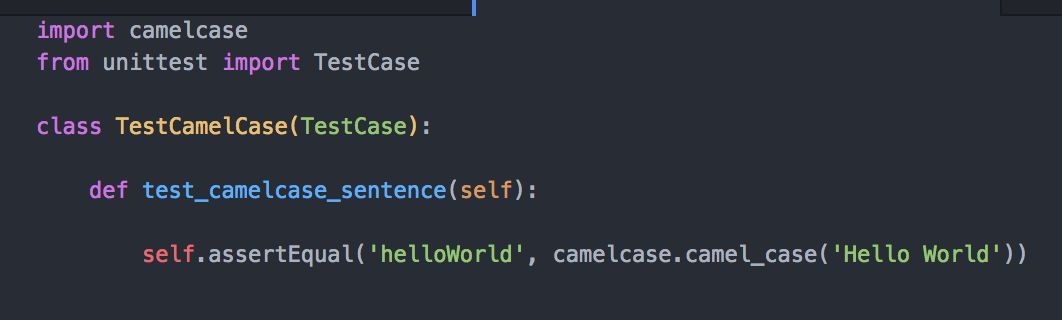 import camelcase
from unittest import TestCase
class TestCamelCase(TestCase):
def test_camelcase_sentence(self):
self.assertEqual('helloWorld', camelcase.camel_case('Hello World'))